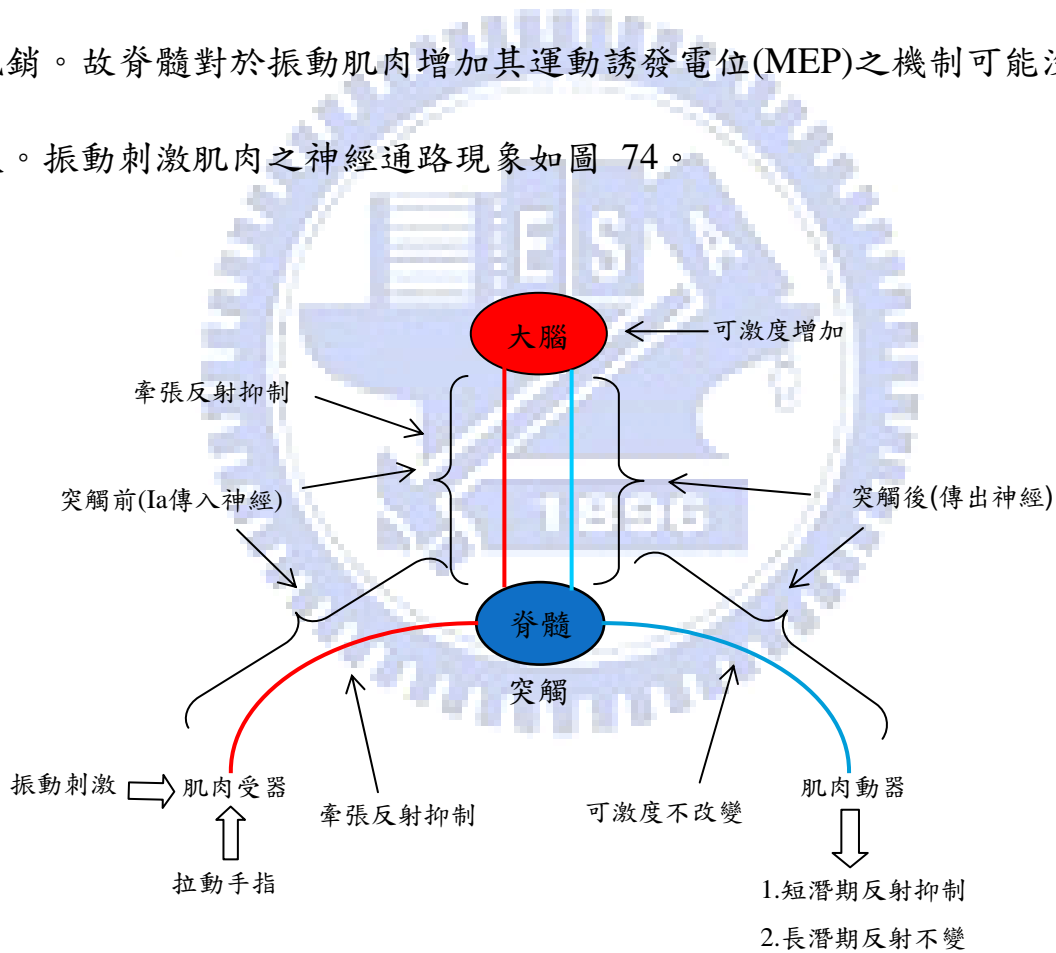 銷。故脊髓對於振動肌肉增加其運動誘發電位(MEP)之機制可能
。振動刺激肌肉之神經通路現象如圖 74。
ESA
大腦
可激度增加
牽張反射抑制
突觸前(Ia傳入神經)
突觸後(傳出神經)
1896
脊髓
突觸
振動刺激
肌肉受器
牽張反射抑制
可激度不改變
肌肉動器
拉動手指
1.短潛期反射抑制
2.長潛期反射不變